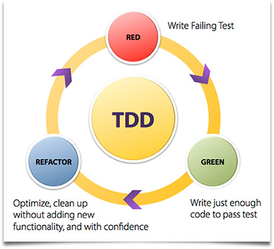 RED
Write Failing Test
TDD
REFACTOR
GREEN
Optimize, clean up
without adding new
functionality, and with confidence
Write just enough
code to pass test